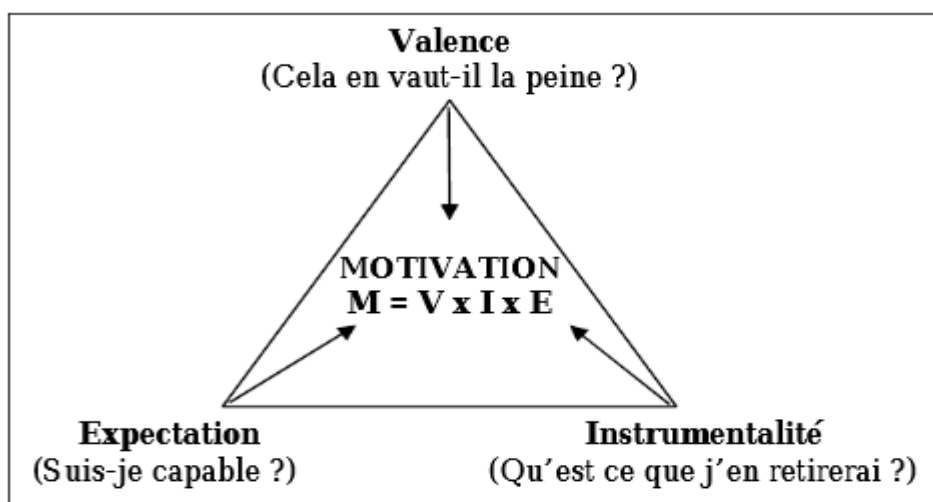 Valence
(Cela en vaut-il la peine ?)
MOTIVATION
M = V x I x E
Expectation
(Suis-je capable ?)
Instrumentalité
(Qu'est ce que j'en retirerai ?)